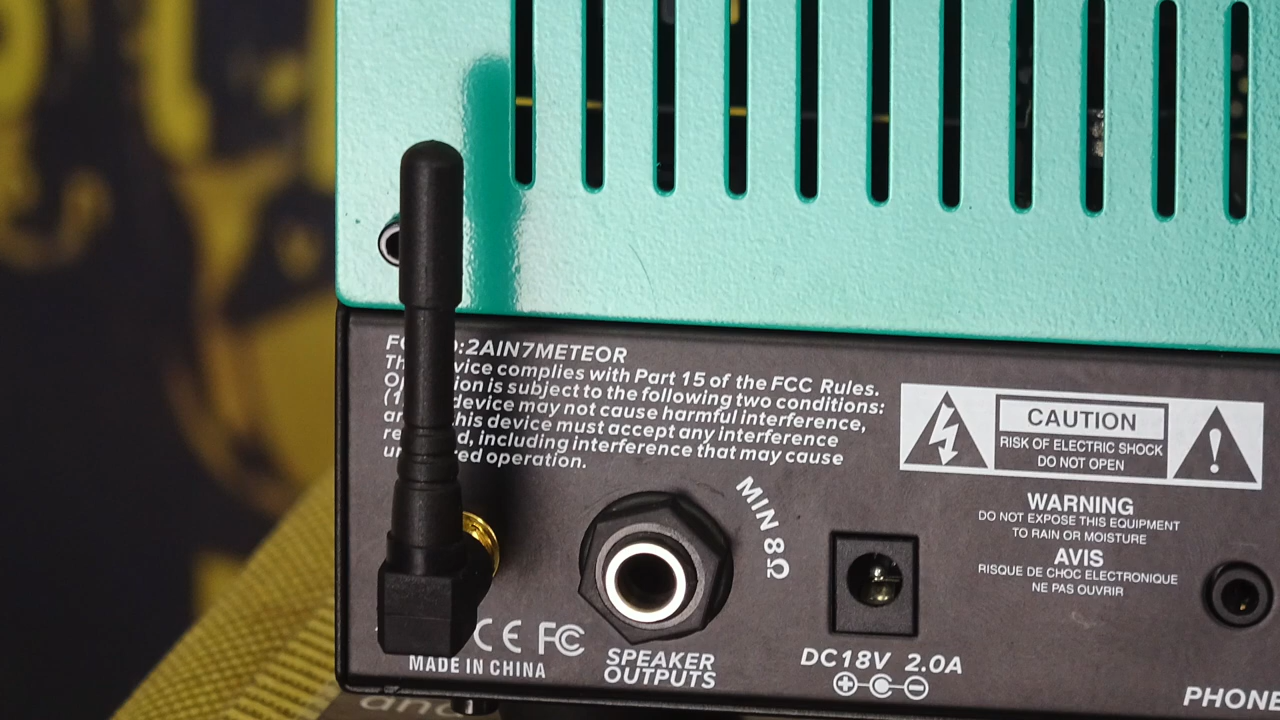 :2AIN7METEOR
complies with Part 15 of the FCC Rules.
is subject to the following two conditions:
device may not cause harmful interference,
this device must accept any interference
including interference that may cause
operation.
CAUTION
RISK OF ELECTRIC SHOCK
DO NOT OPEN
WARNING
DO NOT EXPOSE THIS EQUIPMENT
TO RAIN OR MOISTURE
AVIS
RISQUE DE CHOC ELECTRONIQUE
NE PAS OUVRIR
MIN 8Ω
CE FC
MADE IN CHINA
SPEAKER
OUTPUTS
DC18V 2.0A
PHONE